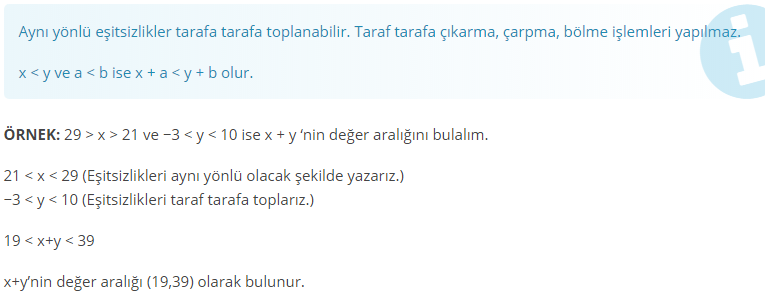 Aynı yönlü eşitsizlikler tarafa tarafa toplanabilir. Taraf tarafa çıkarma, çarpma, bölme işlemleri yapılmaz.
x < y ve a < b ise x + a < y + b olur.
ÖRNEK: 29 > x > 21 ve −3 < y < 10 ise x + y ‘nin değer aralığını bulalım.
21 < x < 29 (Eşitsizlikleri aynı yönlü olacak şekilde yazarız.)
−3 < y < 10 (Eşitsizlikleri taraf tarafa toplarız.)
19 < x+y < 39
x+y’nin değer aralığı (19,39) olarak bulunur.